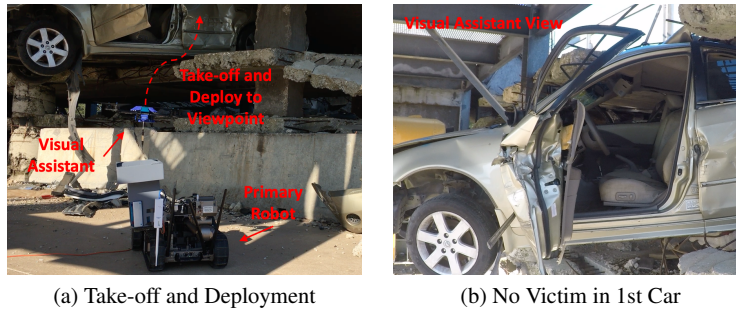 Take-off and
Deploy to
Viewpoint
Visual
Assistant
Primary
Robot
Visual Assistant View
(a) Take-off and Deployment
(b) No Victim in 1st Car